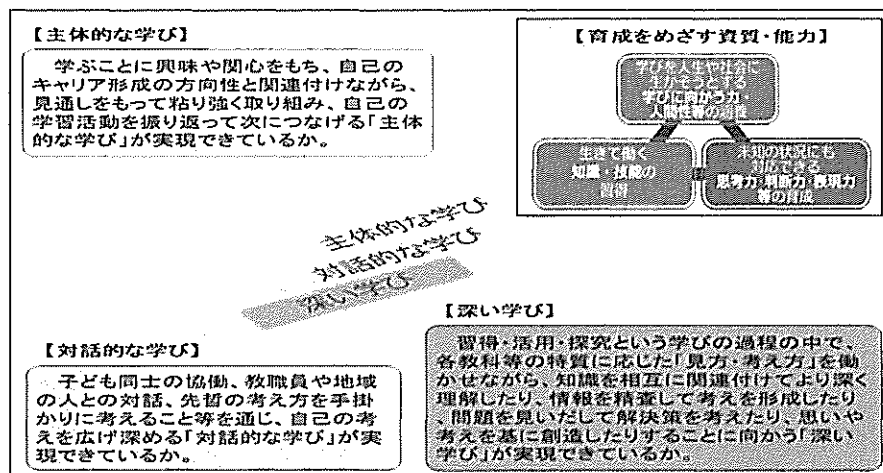 【主体的な学び】
学ぶことに興味や関心をもち、自己の
キャリア形成の方向性と関連付けながら、
見通しをもって粘り強く取り組み、自己の
学習活動を振り返って次につなげる「主体
的な学び」が実現できているか。
【育成をめざす資質・能力】
学びを人生や社会に
生かそうとする
学びに向かう力・
人間性等の涵養
生きて働く
知識・技能の
習得
未知の状況にも
対応できる
思考力・判断力・表現力
等の育成
主体的な学び
対話的な学び
深い学び
【対話的な学び】
子ども同士の協働、教職員や地域
の人との対話、先哲の考え方を手掛
かりに考えること等を通じ、自己の考
えを広げ深める「対話的な学び」が実
現できているか。
【深い学び】
習得・活用・探究という学びの過程の中で、
各教科等の特質に応じた「見方・考え方」を働
かせながら、知識を相互に関連付けてより深く
理解したり、情報を精査して考えを形成したり
、問題を見いだして解決策を考えたり、思いや
考えを基に創造したりすることに向かう「深い
学び」が実現できているか。